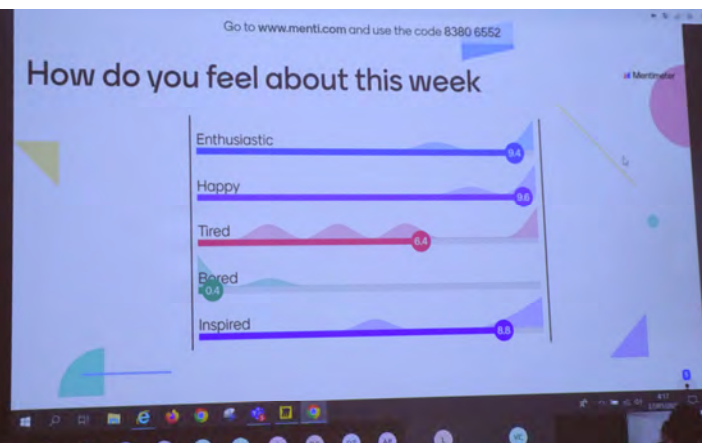 Go to www.menti.com and use the code 8380 6552
How do you feel about this week
Mentimeter
Enthusiastic
9.4
Happy
9.6
Tired
6.4
Bored
0.4
Inspired
8.8